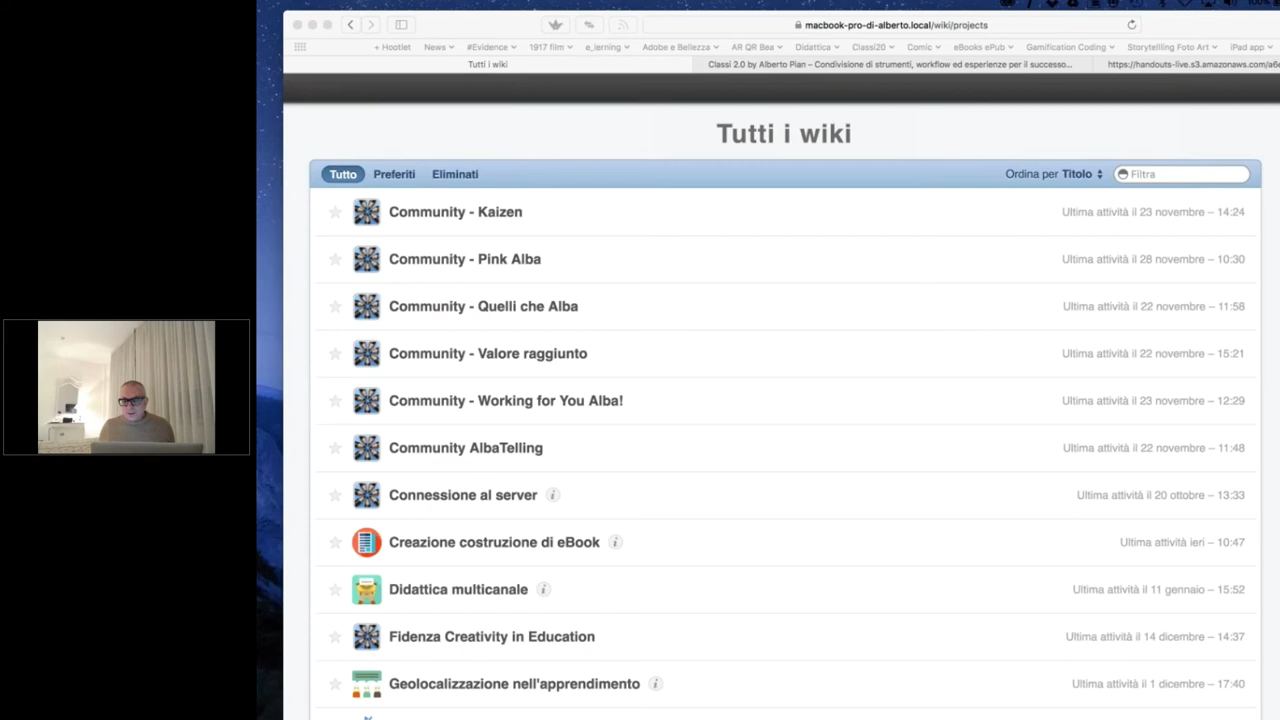 macbook-pro-di-alberto.local/wiki/projects
+ Hootlet News #Evidence 1917 film e_lerning Adobe e Bellezza AR QR Bea Didattica Classi20 Comic eBooks ePub Gamification Coding Storytelling Foto Art iPad app
Tutti i wiki Classi 2.0 by Alberto Pian – Condivisione di strumenti, workflow ed esperienze per il successo... https://handouts-live.s3.amazonaws.com/a6e
Tutti i wiki
Tutto Preferiti Eliminati Ordina per Titolo Filtra
Community - Kaizen Ultima attività il 23 novembre – 14:24
Community - Pink Alba Ultima attività il 28 novembre – 10:30
Community - Quelli che Alba Ultima attività il 22 novembre – 11:58
Community - Valore raggiunto Ultima attività il 22 novembre – 15:21
Community - Working for You Alba! Ultima attività il 23 novembre – 12:29
Community AlbaTelling Ultima attività il 22 novembre – 11:48
Connessione al server i Ultima attività il 20 ottobre – 13:33
Creazione costruzione di eBook i Ultima attività ieri – 10:47
Didattica multicanale i Ultima attività il 11 gennaio – 15:52
Fidenza Creativity in Education Ultima attività il 14 dicembre – 14:37
Geolocalizzazione nell'apprendimento i Ultima attività il 1 dicembre – 17:40